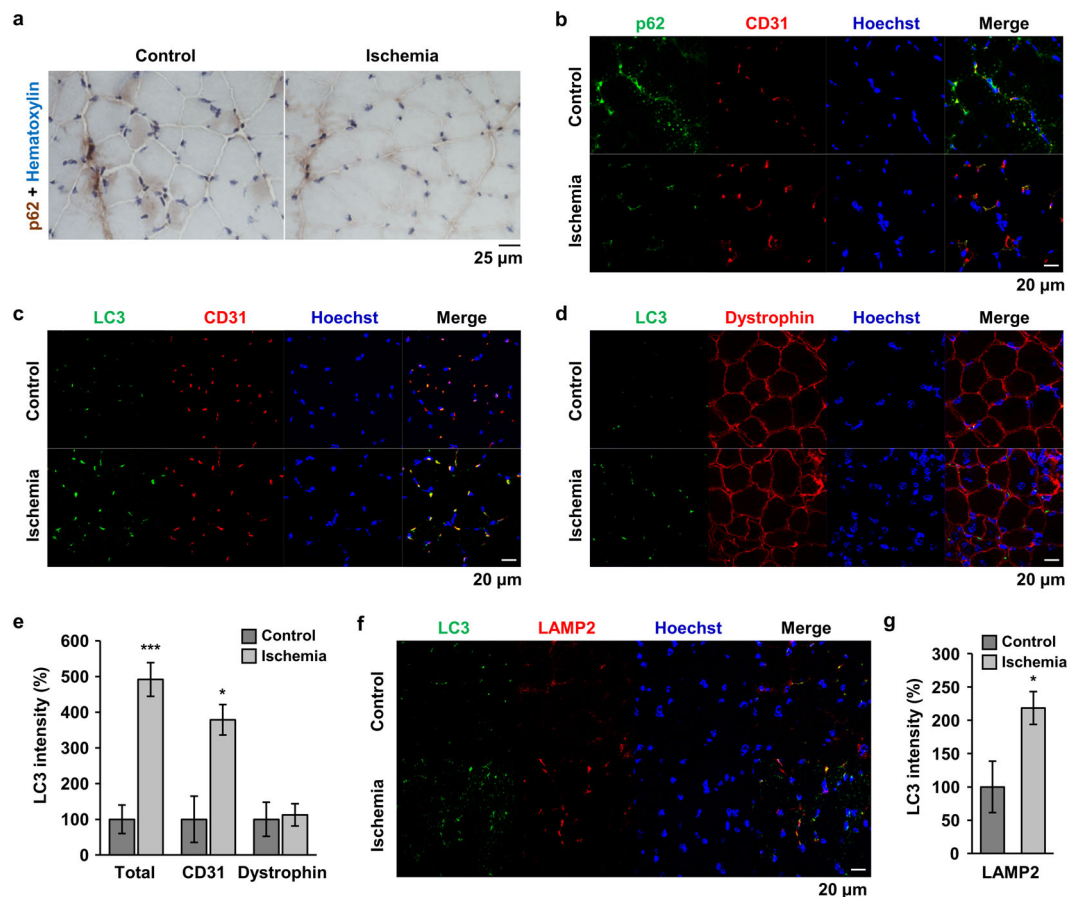 a
Control Ischemia
p62 + Hematoxylin
25 µm
b
p62 CD31 Hoechst Merge
Control
Ischemia
20 µm
c
LC3 CD31 Hoechst Merge
Control
Ischemia
20 µm
d
LC3 Dystrophin Hoechst Merge
Control
Ischemia
20 µm
e
LC3 intensity (%)
600
500
400
300
200
100
0
***
*
Control
Ischemia
Total CD31 Dystrophin
f
LC3 LAMP2 Hoechst Merge
Control
Ischemia
20 µm
g
Control
Ischemia
LC3 intensity (%)
300
250
200
150
100
50
0
*
LAMP2